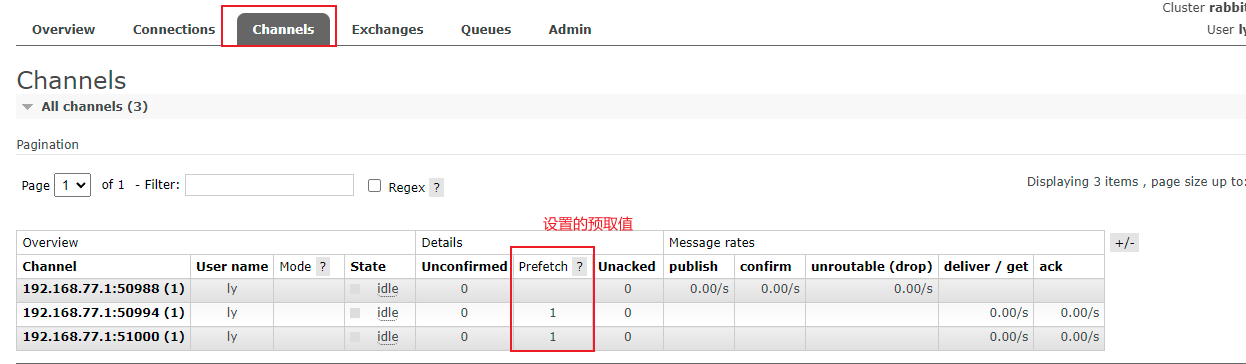 Cluster rabbit
Overview Connections Channels Exchanges Queues Admin User ly
Channels
All channels (3)
Pagination
Page 1 of 1 - Filter: Regex ? Displaying 3 items , page size up to:
设置的预取值
Overview Details Message rates +/-
Channel User name Mode ? State Unconfirmed Prefetch ? Unacked publish confirm unroutable (drop) deliver / get ack
192.168.77.1:50988 (1) ly idle 0 0 0.00/s 0.00/s 0.00/s
192.168.77.1:50994 (1) ly idle 0 1 0 0.00/s 0.00/s
192.168.77.1:51000 (1) ly idle 0 1 0 0.00/s 0.00/s